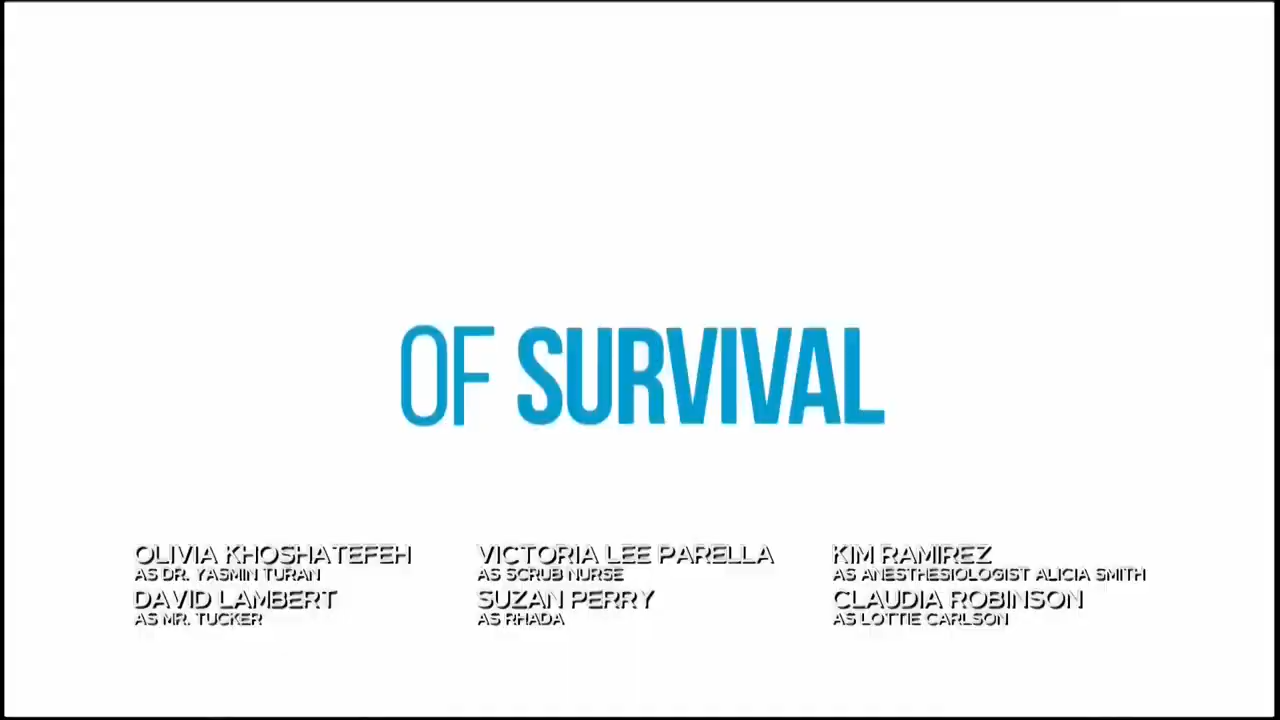 OF SURVIVAL
OLIVIA KHOSHATEFEH
AS DR. YASMIN TURAN
DAVID LAMBERT
AS MR. TUCKER
VICTORIA LEE PARELLA
AS SCRUB NURSE
SUZAN PERRY
AS RHADA
KIM RAMIREZ
AS ANESTHESIOLOGIST ALICIA SMITH
CLAUDIA ROBINSON
AS LOTTIE CARLSON